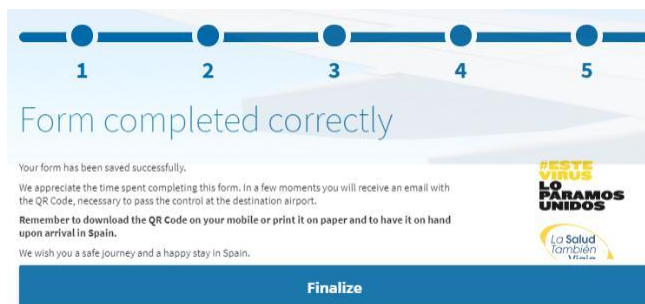 1 2 3 4 5
Form completed correctly
Your form has been saved successfully.
We appreciate the time spent completing this form. In a few moments you will receive an email with
the QR Code, necessary to pass the control at the destination airport.
Remember to download the QR Code on your mobile or print it on paper and to have it on hand
upon arrival in Spain.
We wish you a safe journey and a happy stay in Spain.
#ESTE
VIRUS
LO
PARAMOS
UNIDOS
La Salud
También
Viaja
Finalize